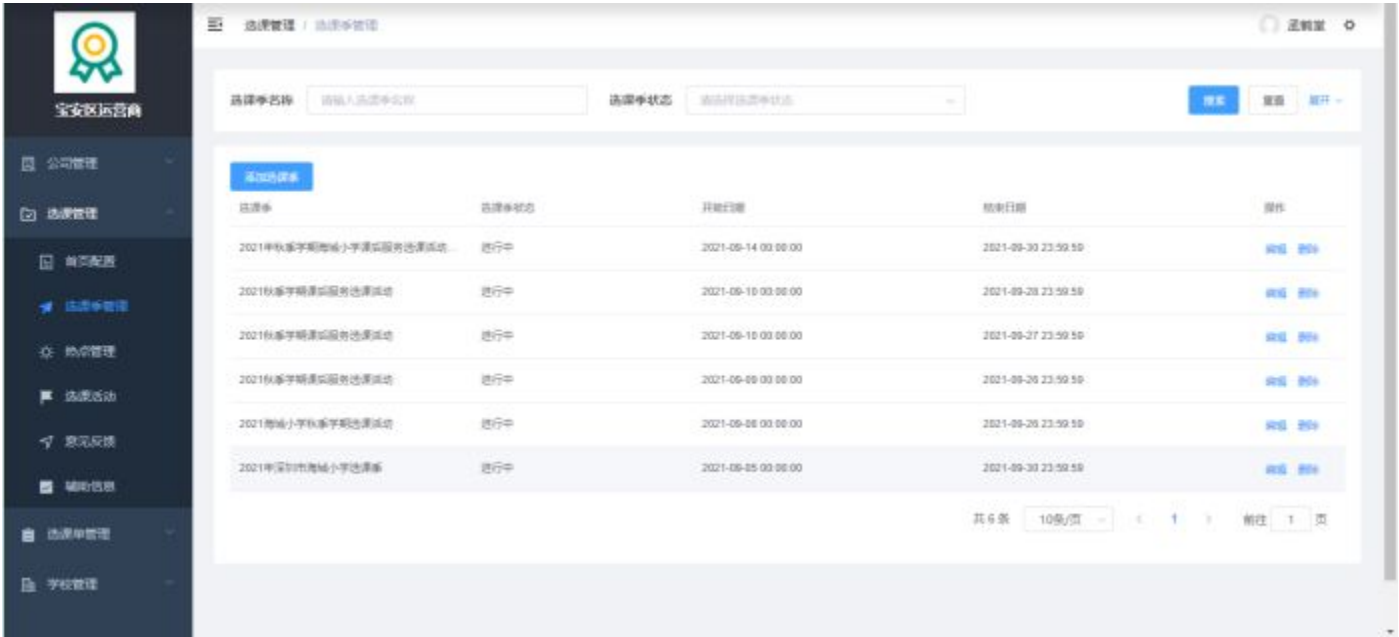 选课管理 / 选课季管理
宝安区运营商
公司管理
选课管理
首页配置
选课季管理
热点管理
选课活动
意见反馈
辅助信息
选课单管理
学校管理
选课季名称 请输入选课季名称
选课季状态 请选择选课季状态
搜索 重置 展开
添加选课季
选课季 选课季状态 开始日期 结束日期 操作
2021年秋季学期海城小学课后服务选课活动... 进行中 2021-09-14 00:00:00 2021-09-30 23:59:59 编辑 删除
2021秋季学期课后服务选课活动 进行中 2021-09-10 00:00:00 2021-09-28 23:59:59 编辑 删除
2021秋季学期课后服务选课活动 进行中 2021-09-10 00:00:00 2021-09-27 23:59:59 编辑 删除
2021秋季学期课后服务选课活动 进行中 2021-09-09 00:00:00 2021-09-26 23:59:59 编辑 删除
2021海城小学秋季学期选课活动 进行中 2021-09-08 00:00:00 2021-09-26 23:59:59 编辑 删除
2021年深圳市海城小学选课季 进行中 2021-09-05 00:00:00 2021-09-30 23:59:59 编辑 删除
共 6 条 10条/页 1 前往 1 页